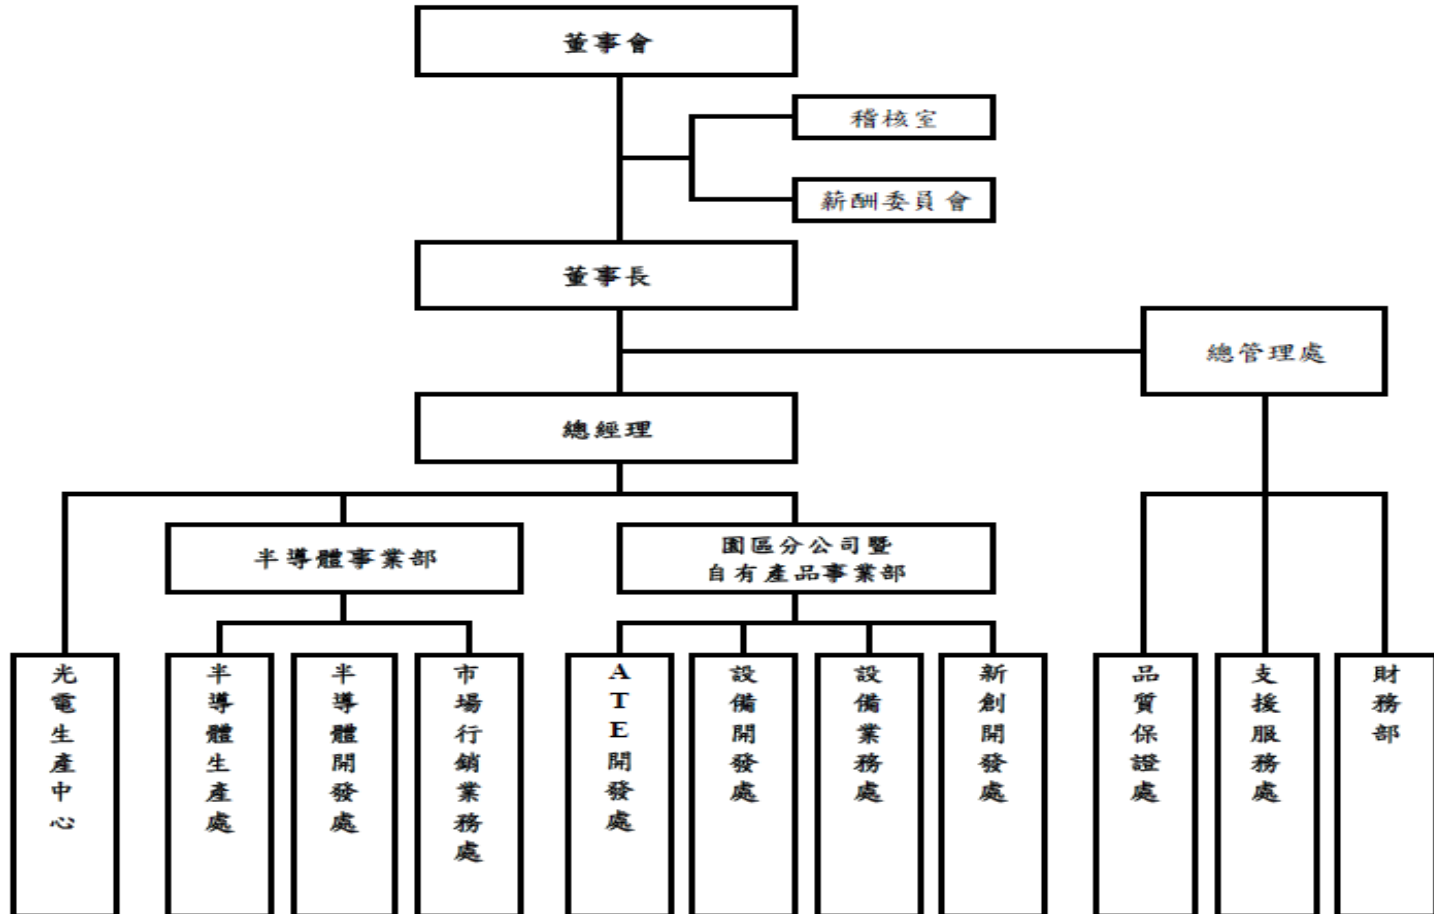 董事會
稽核室
薪酬委員會
董事長
總管理處
總經理
半導體事業部
園區分公司暨
自有產品事業部
光電生產中心
半導體生產處
半導體開發處
市場行銷業務處
ATE開發處
設備開發處
設備業務處
新創開發處
品質保證處
支援服務處
財務部